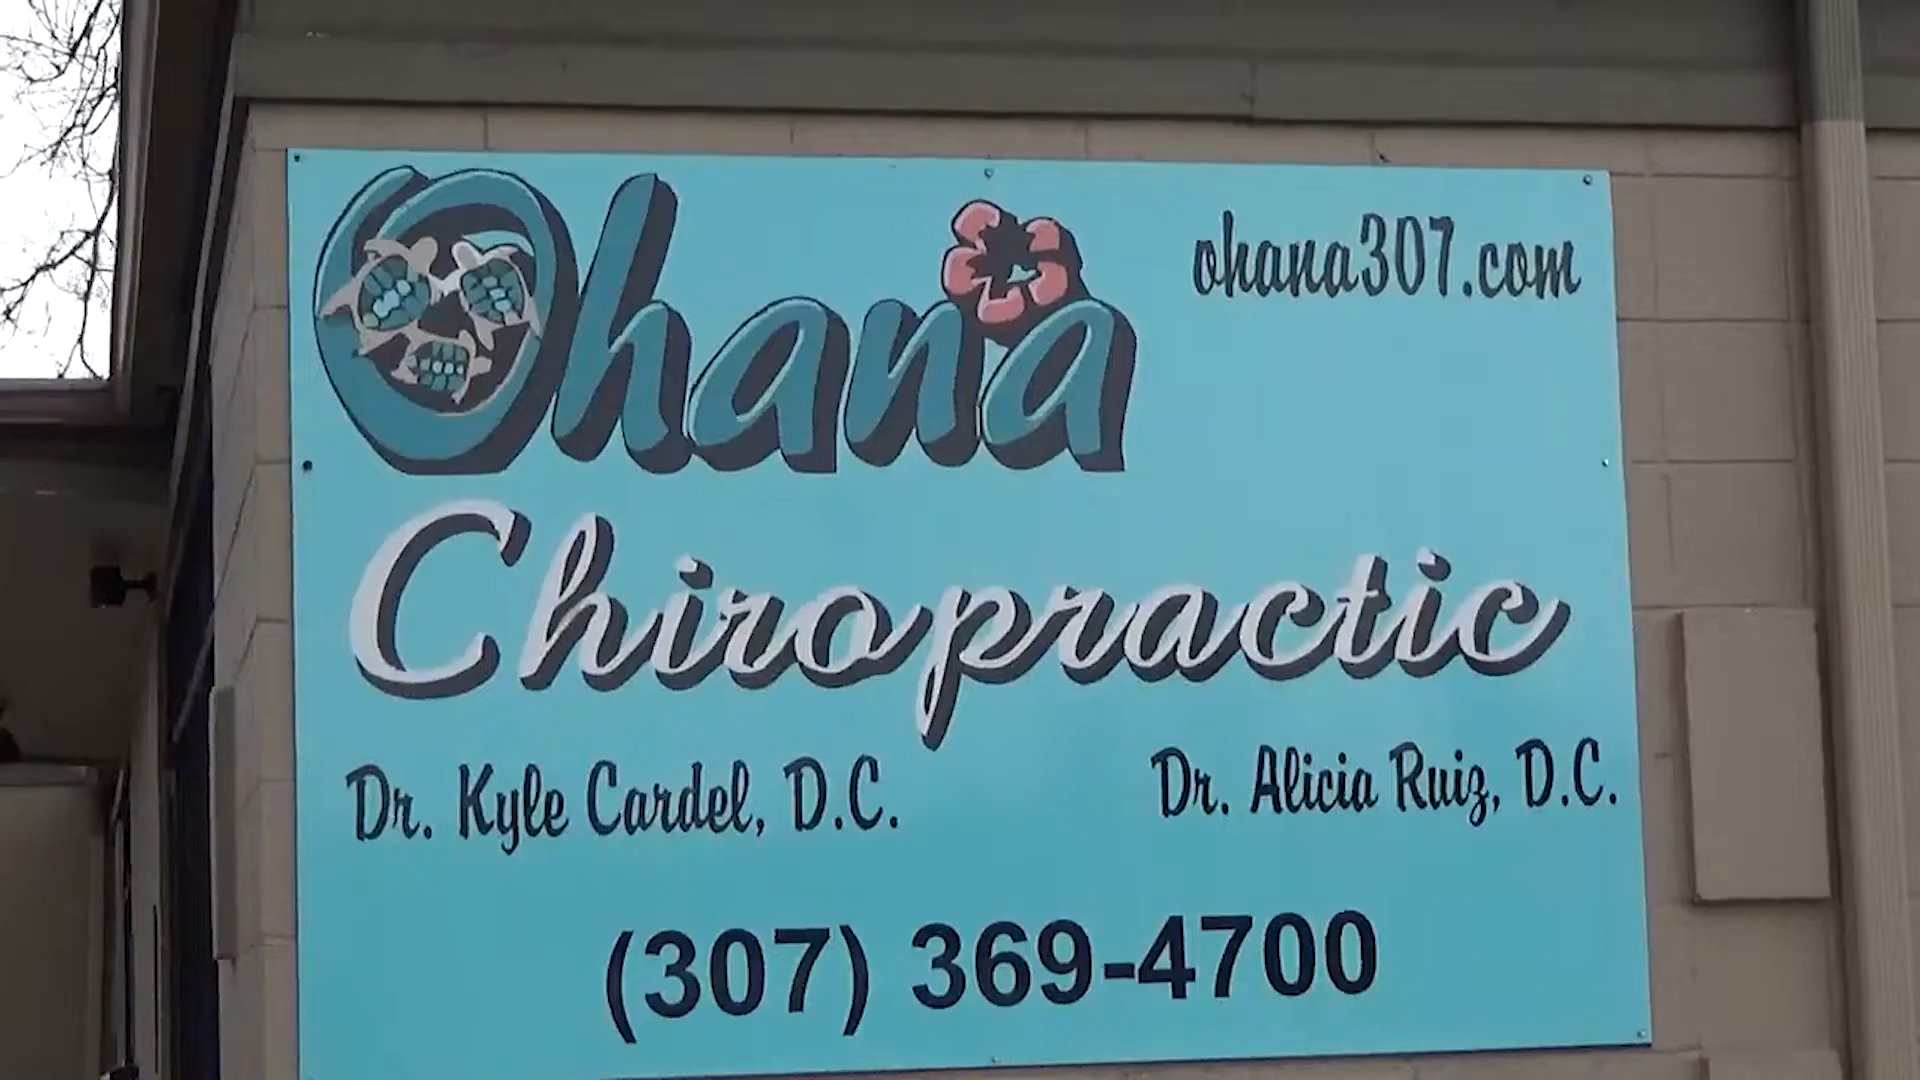 Ohana
ohana307.com
Chiropractic
Dr. Kyle Cardel, D.C.
Dr. Alicia Ruiz, D.C.
(307) 369-4700